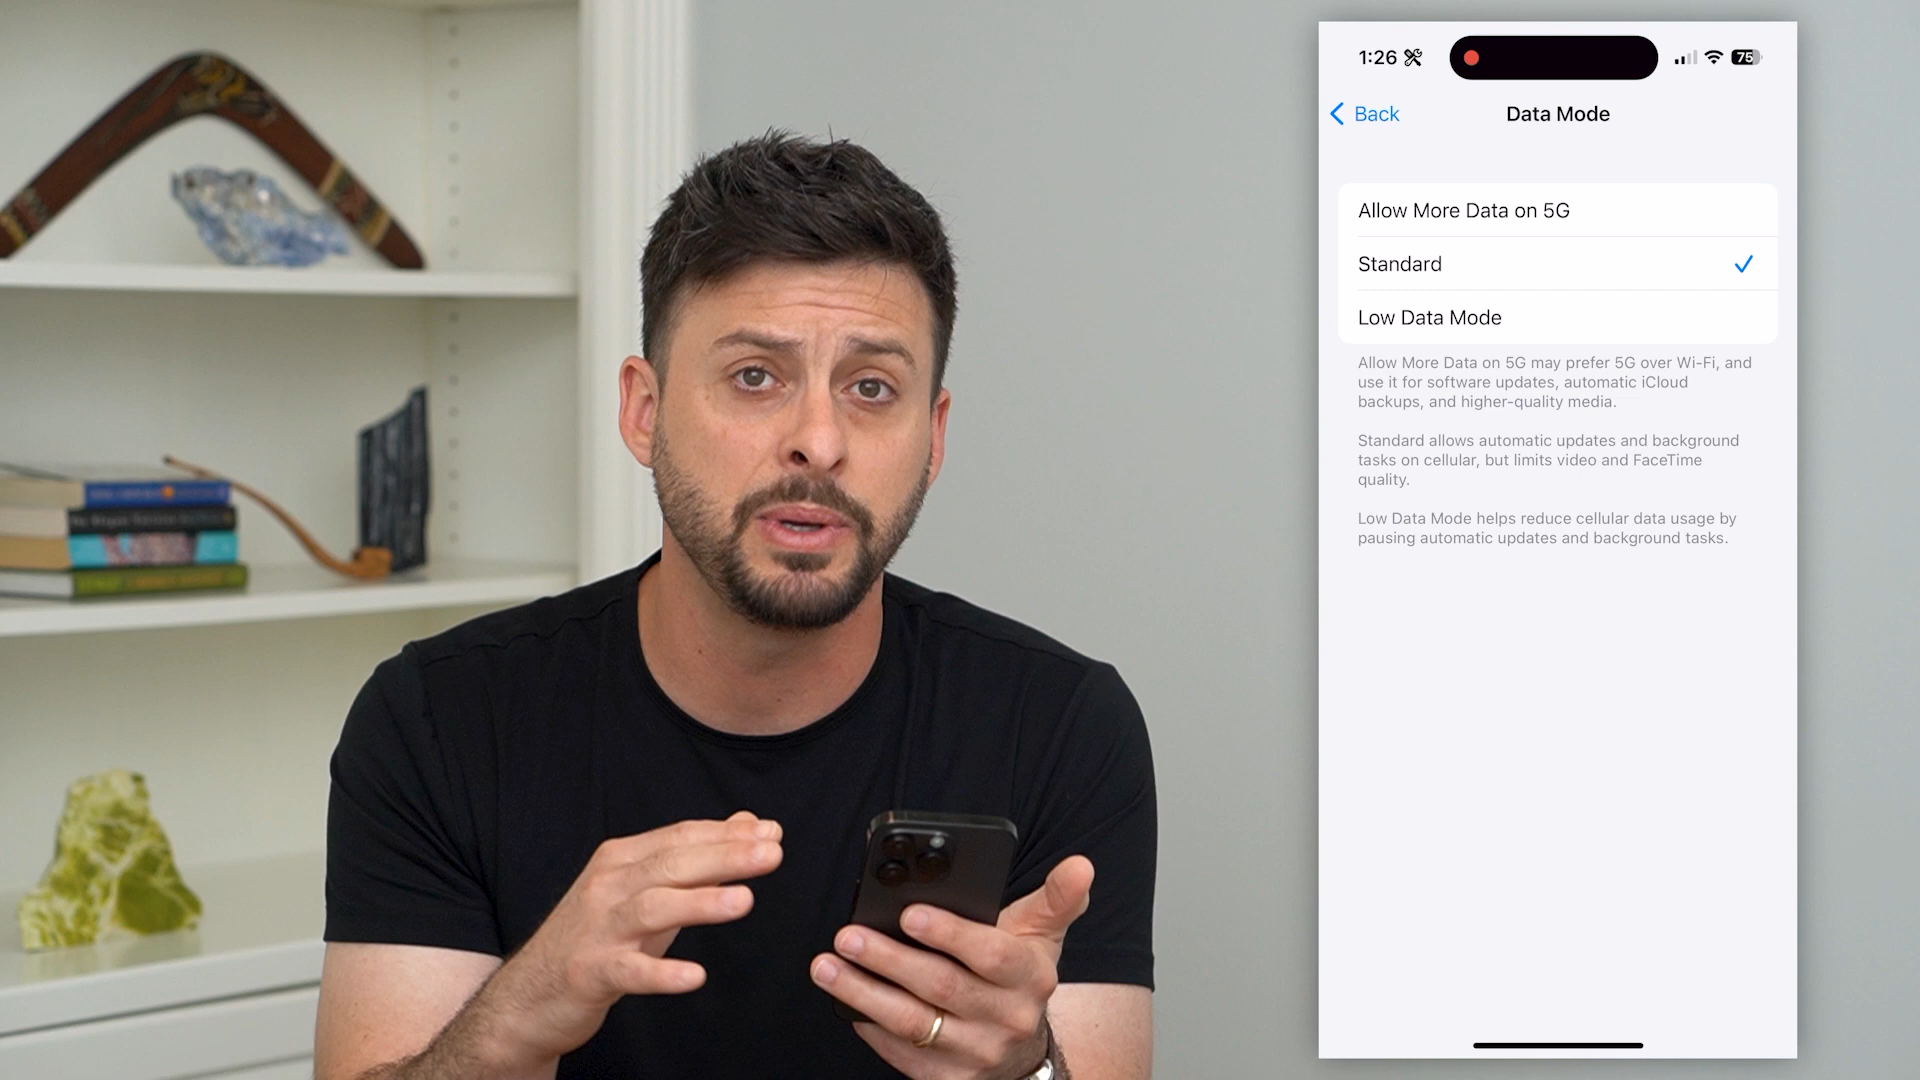 1:26
75
Back
Data Mode
Allow More Data on 5G
Standard
Low Data Mode
Allow More Data on 5G may prefer 5G over Wi-Fi, and
use it for software updates, automatic iCloud
backups, and higher-quality media.
Standard allows automatic updates and background
tasks on cellular, but limits video and FaceTime
quality.
Low Data Mode helps reduce cellular data usage by
pausing automatic updates and background tasks.